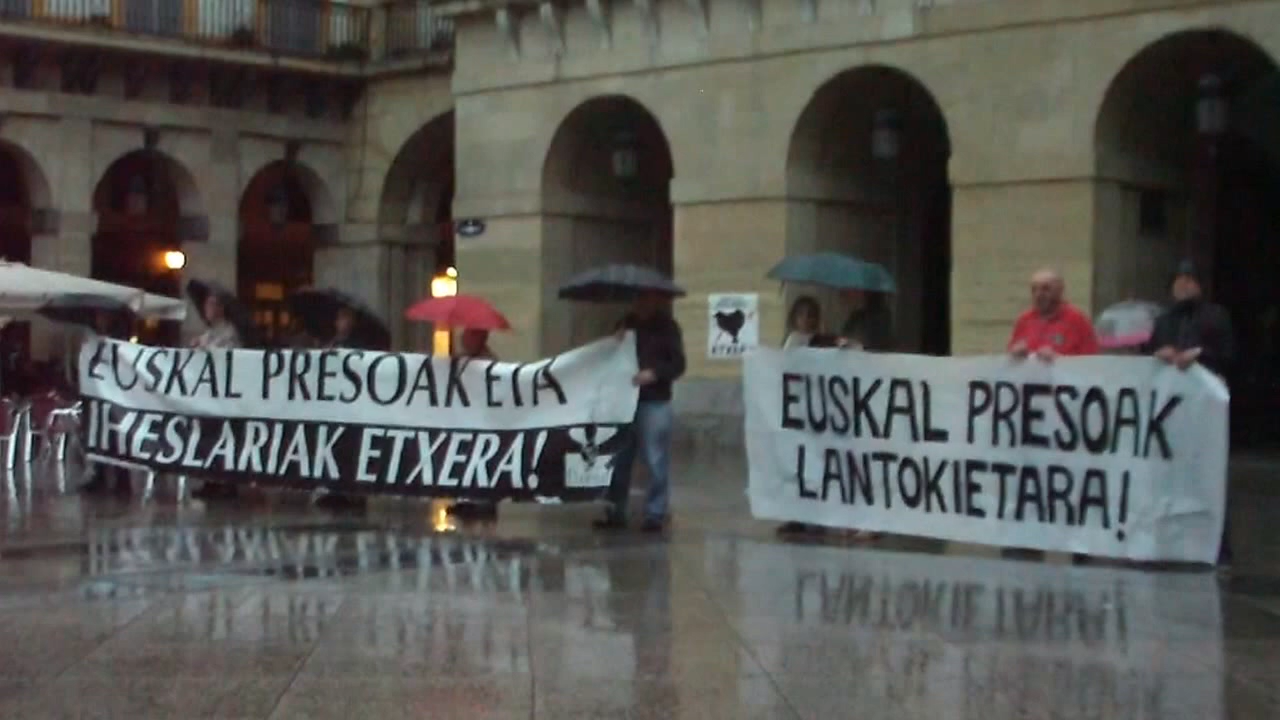 EUSKAL PRESOAK ETA
IHESLARIAK ETXERA!
EUSKAL PRESOAK
LANTOKIETARA!